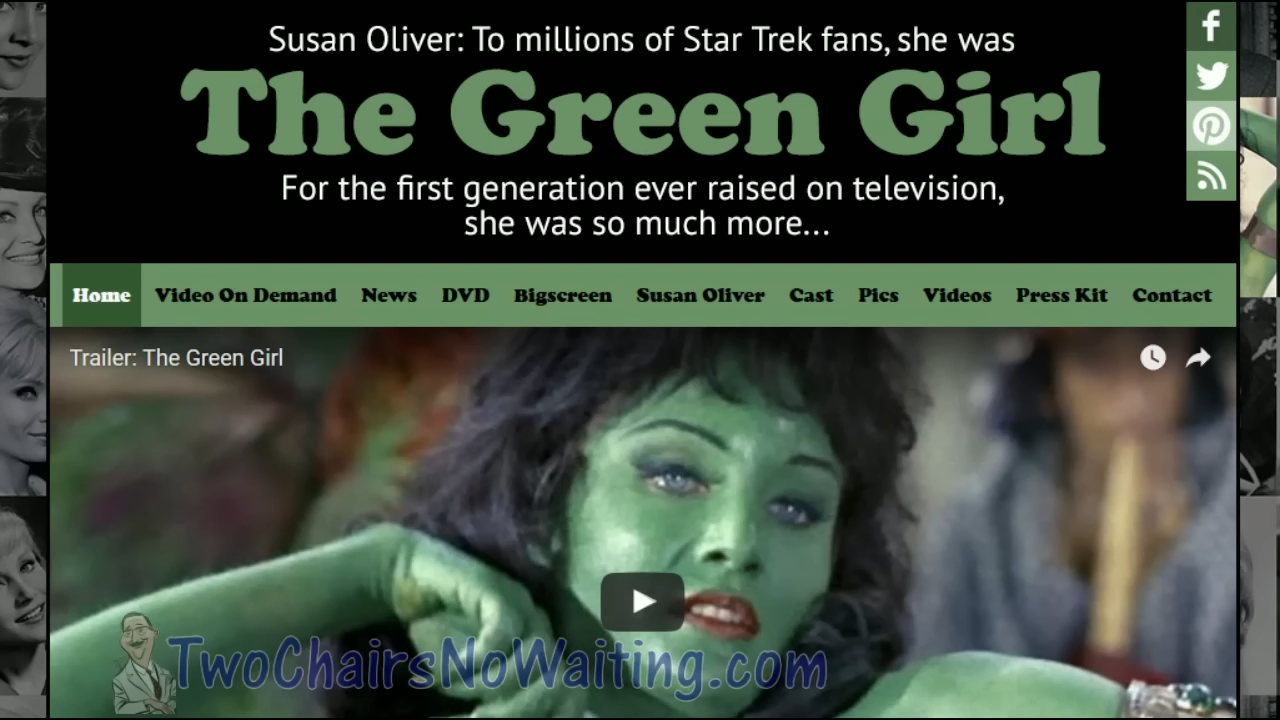 Susan Oliver: To millions of Star Trek fans, she was
The Green Girl
For the first generation ever raised on television,
she was so much more...
Home Video On Demand News DVD Bigscreen Susan Oliver Cast Pics Videos Press Kit Contact
Trailer: The Green Girl
TwoChairsNoWaiting.com